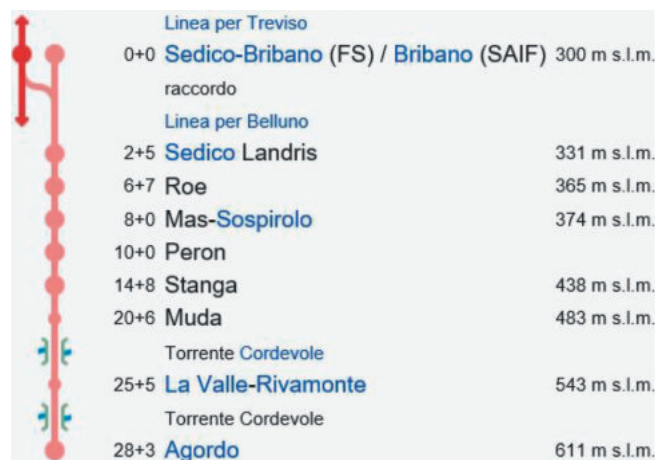 Linea per Treviso
0+0 Sedico-Bribano (FS) / Bribano (SAIF) 300 m s.l.m.
raccordo
Linea per Belluno
2+5 Sedico Landris 331 m s.l.m.
6+7 Roe 365 m s.l.m.
8+0 Mas-Sospirolo 374 m s.l.m.
10+0 Peron
14+8 Stanga 438 m s.l.m.
20+6 Muda 483 m s.l.m.
Torrente Cordevole
25+5 La Valle-Rivamonte 543 m s.l.m.
Torrente Cordevole
28+3 Agordo 611 m s.l.m.